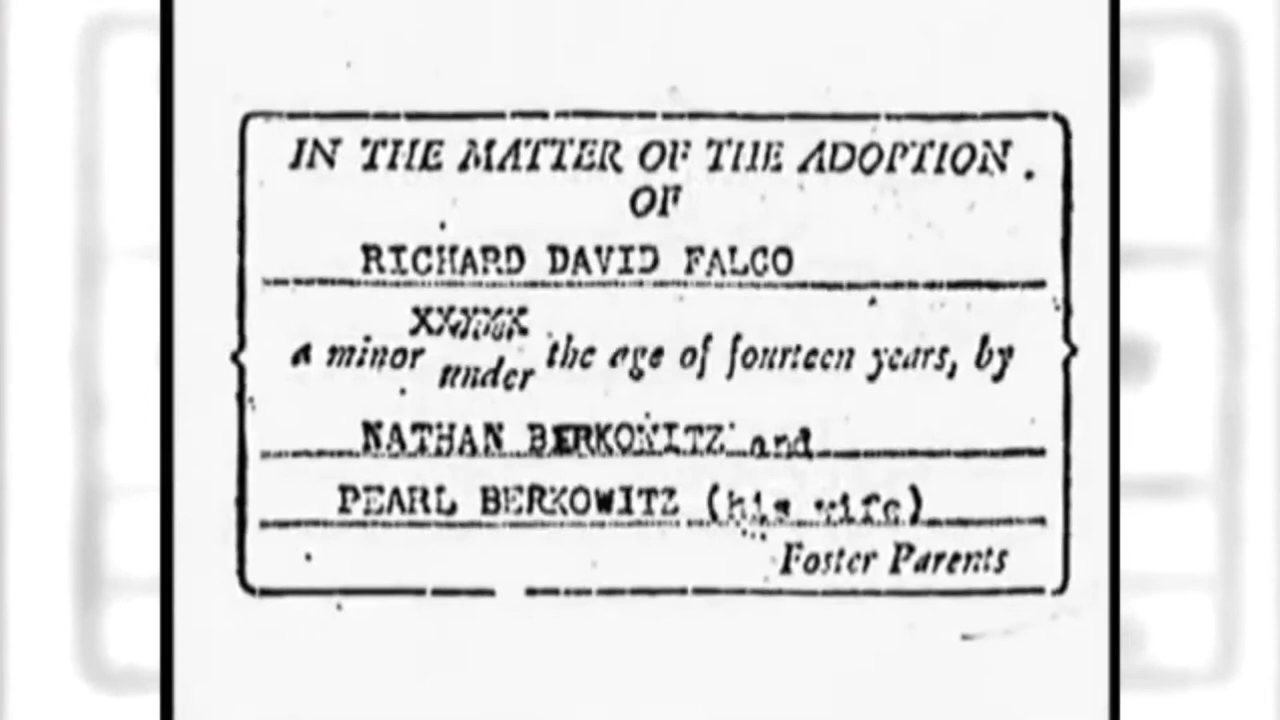 IN THE MATTER OF THE ADOPTION.
OF
RICHARD DAVID FALCO
a minor under the age of fourteen years, by
NATHAN BERKOWITZ and
PEARL BERKOWITZ (his wife)
Foster Parents